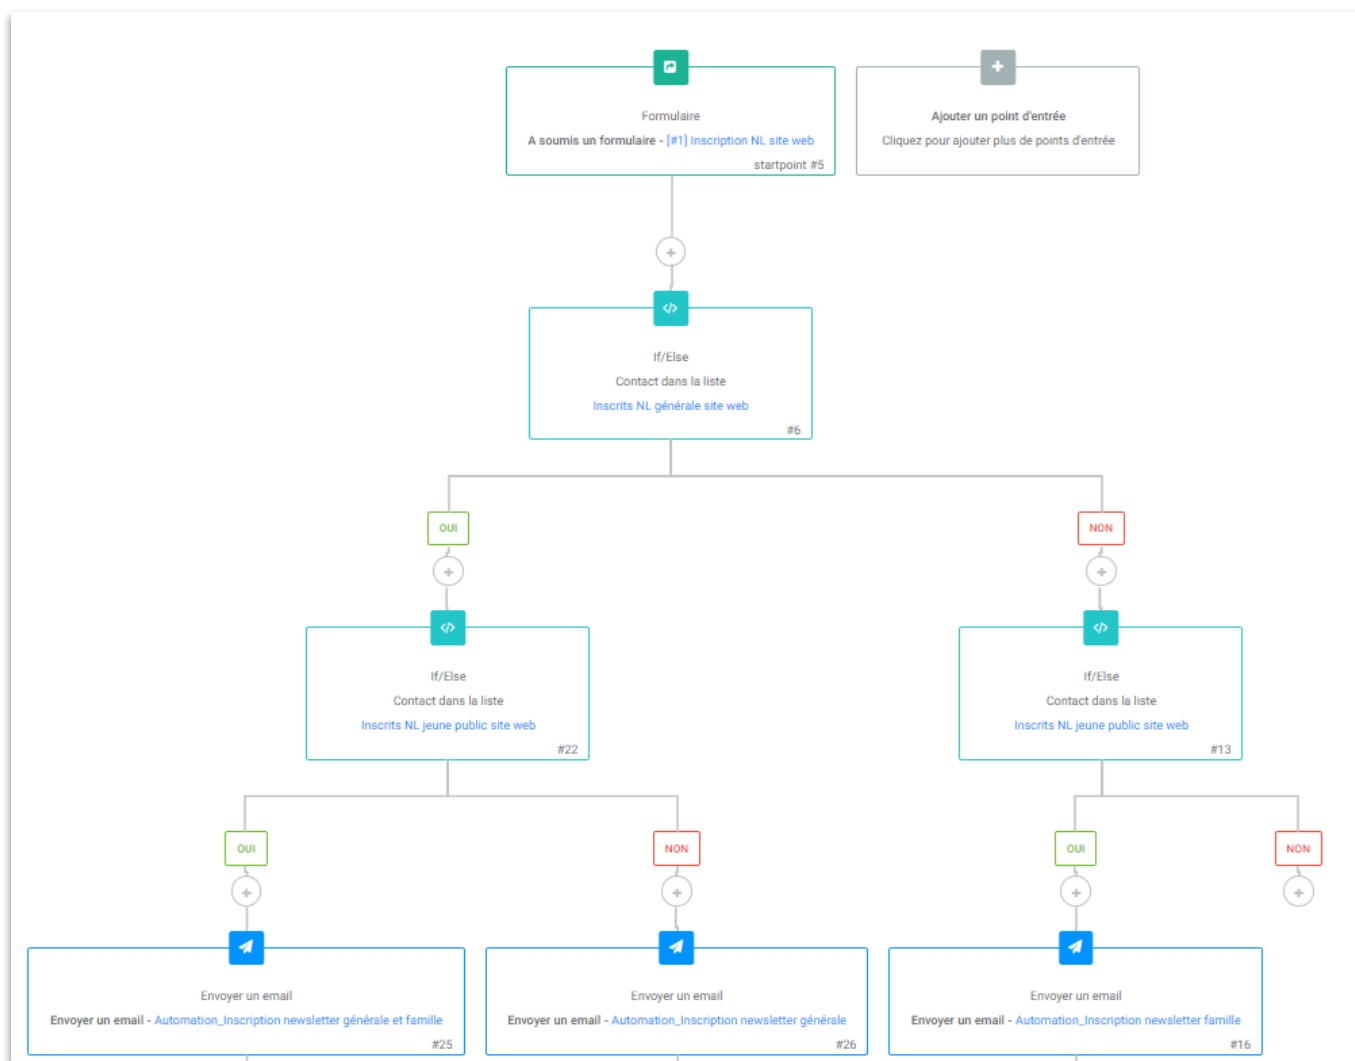 Formulaire
A soumis un formulaire - [#1] Inscription NL site web
startpoint #5
Ajouter un point d'entrée
Cliquez pour ajouter plus de points d'entrée
If/Else
Contact dans la liste
Inscrits NL générale site web
#6
OUI
NON
If/Else
Contact dans la liste
Inscrits NL jeune public site web
#22
If/Else
Contact dans la liste
Inscrits NL jeune public site web
#13
OUI
NON
OUI
NON
Envoyer un email
Envoyer un email - Automation_Inscription newsletter générale et famille
#25
Envoyer un email
Envoyer un email - Automation_Inscription newsletter générale
#26
Envoyer un email
Envoyer un email - Automation_Inscription newsletter famille
#16